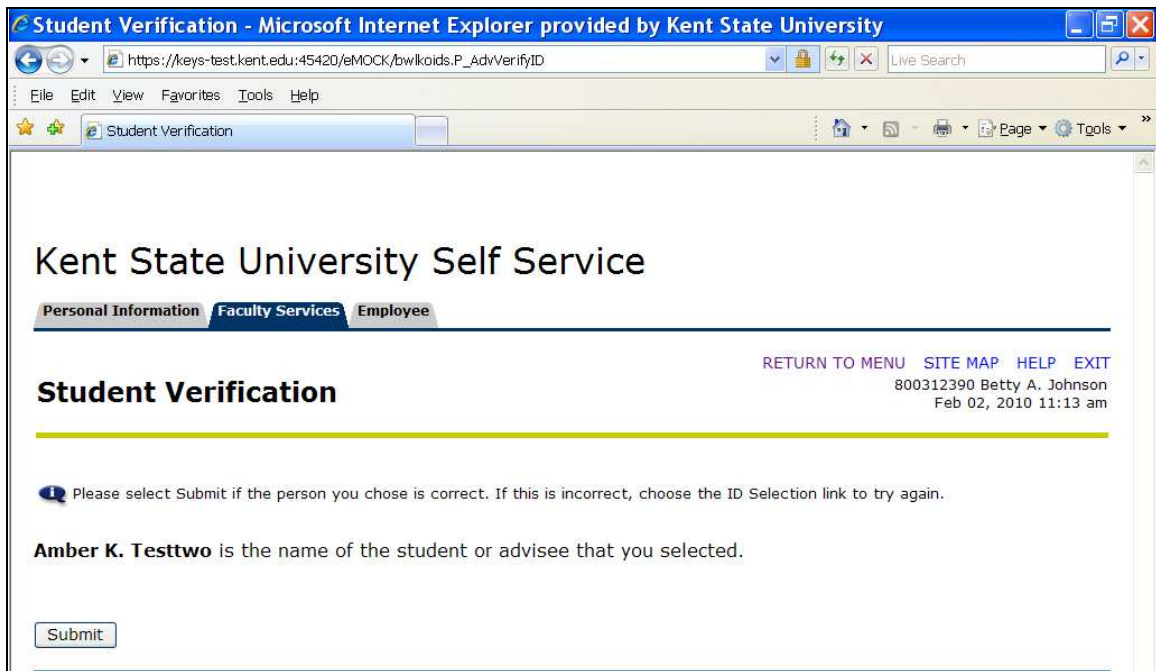 Student Verification - Microsoft Internet Explorer provided by Kent State University
https://keys-test.kent.edu:45420/eMOCK/bwlkoids.P_AdvVerifyID Live Search
File Edit View Favorites Tools Help
Student Verification Page Tools »
Kent State University Self Service
Personal Information Faculty Services Employee
RETURN TO MENU SITE MAP HELP EXIT
Student Verification
800312390 Betty A. Johnson
Feb 02, 2010 11:13 am
Please select Submit if the person you chose is correct. If this is incorrect, choose the ID Selection link to try again.
Amber K. Testtwo is the name of the student or advisee that you selected.
Submit